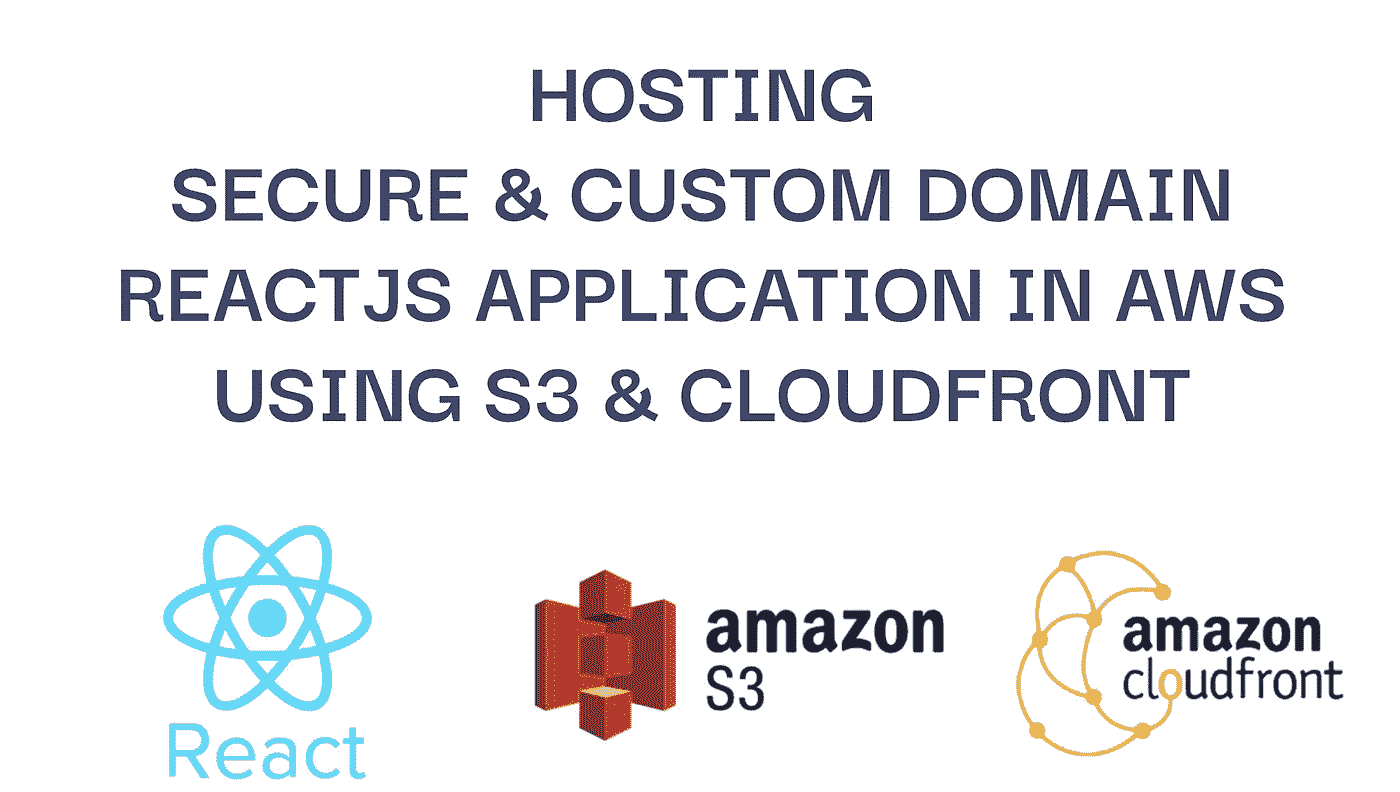 HOSTING
SECURE & CUSTOM DOMAIN
REACTJS APPLICATION IN AWS
USING S3 & CLOUDFRONT
React
amazon
S3
amazon
cloudfront